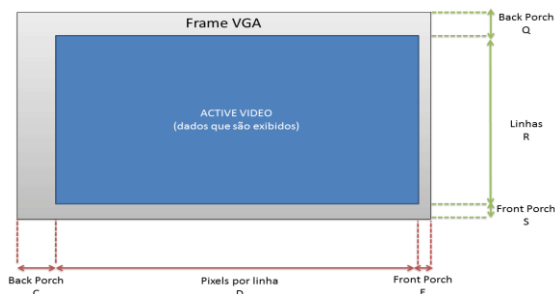 Frame VGA
Back Porch
Q
ACTIVE VIDEO
(dados que são exibidos)
Linhas
R
Front Porch
S
Back Porch
Pixels por linha
Front Porch